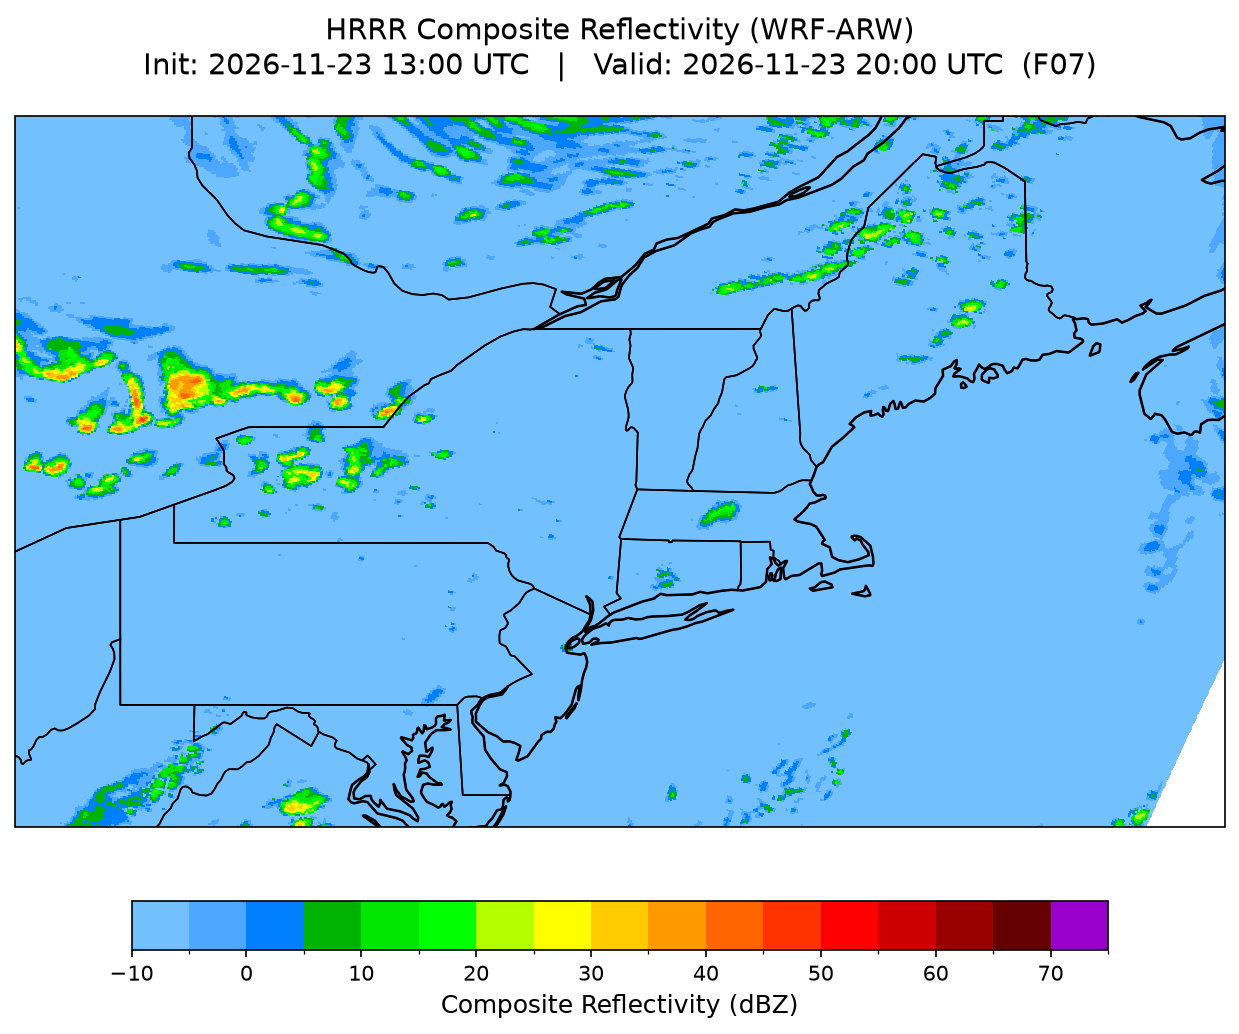 HRRR Composite Reflectivity (WRF-ARW)
Init: 2026-11-23 13:00 UTC | Valid: 2026-11-23 20:00 UTC (F07)
−10 0 10 20 30 40 50 60 70
Composite Reflectivity (dBZ)